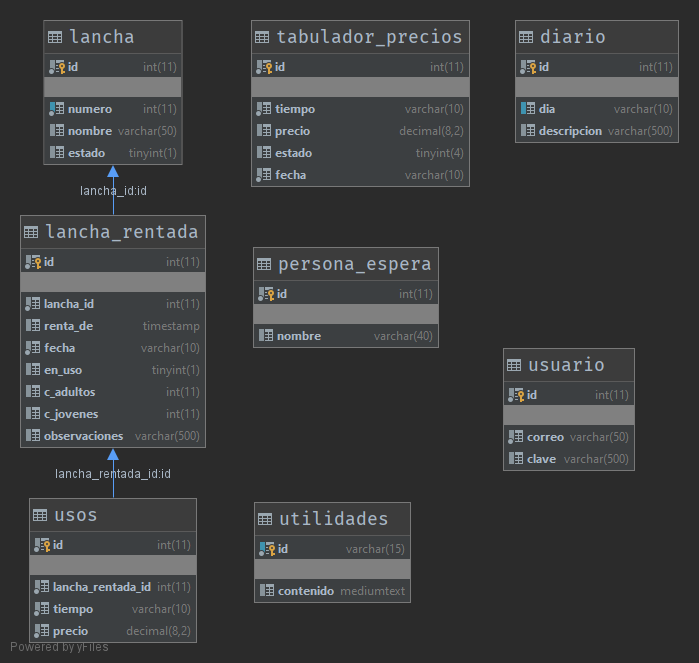 lancha
id int(11)
numero int(11)
nombre varchar(50)
estado tinyint(1)
lancha_id:id
lancha_rentada
id int(11)
lancha_id int(11)
renta_de timestamp
fecha varchar(10)
en_uso tinyint(1)
c_adultos int(11)
c_jovenes int(11)
observaciones varchar(500)
lancha_rentada_id:id
usos
id int(11)
lancha_rentada_id int(11)
tiempo varchar(10)
precio decimal(8,2)
tabulador_precios
id int(11)
tiempo varchar(10)
precio decimal(8,2)
estado tinyint(4)
fecha varchar(10)
persona_espera
id int(11)
nombre varchar(40)
utilidades
id varchar(15)
contenido mediumtext
diario
id int(11)
dia varchar(10)
descripcion varchar(500)
usuario
id int(11)
correo varchar(50)
clave varchar(500)
Powered by yFiles